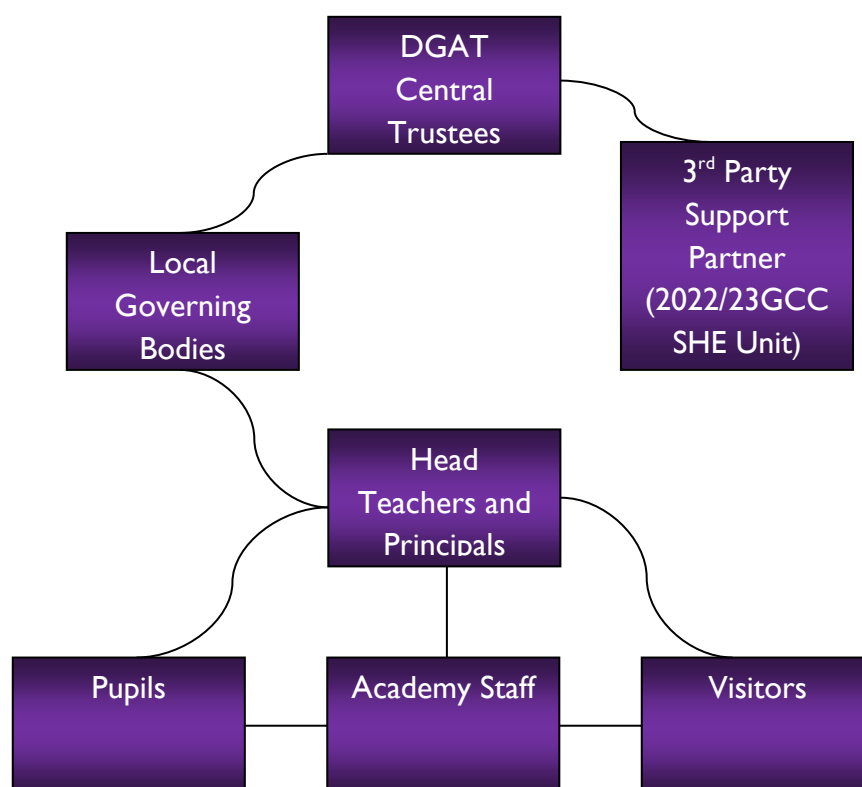 DGAT
Central
Trustees
3rd Party
Support
Partner
(2022/23GCC
SHE Unit)
Local
Governing
Bodies
Head
Teachers and
Principals
Pupils
Academy Staff
Visitors